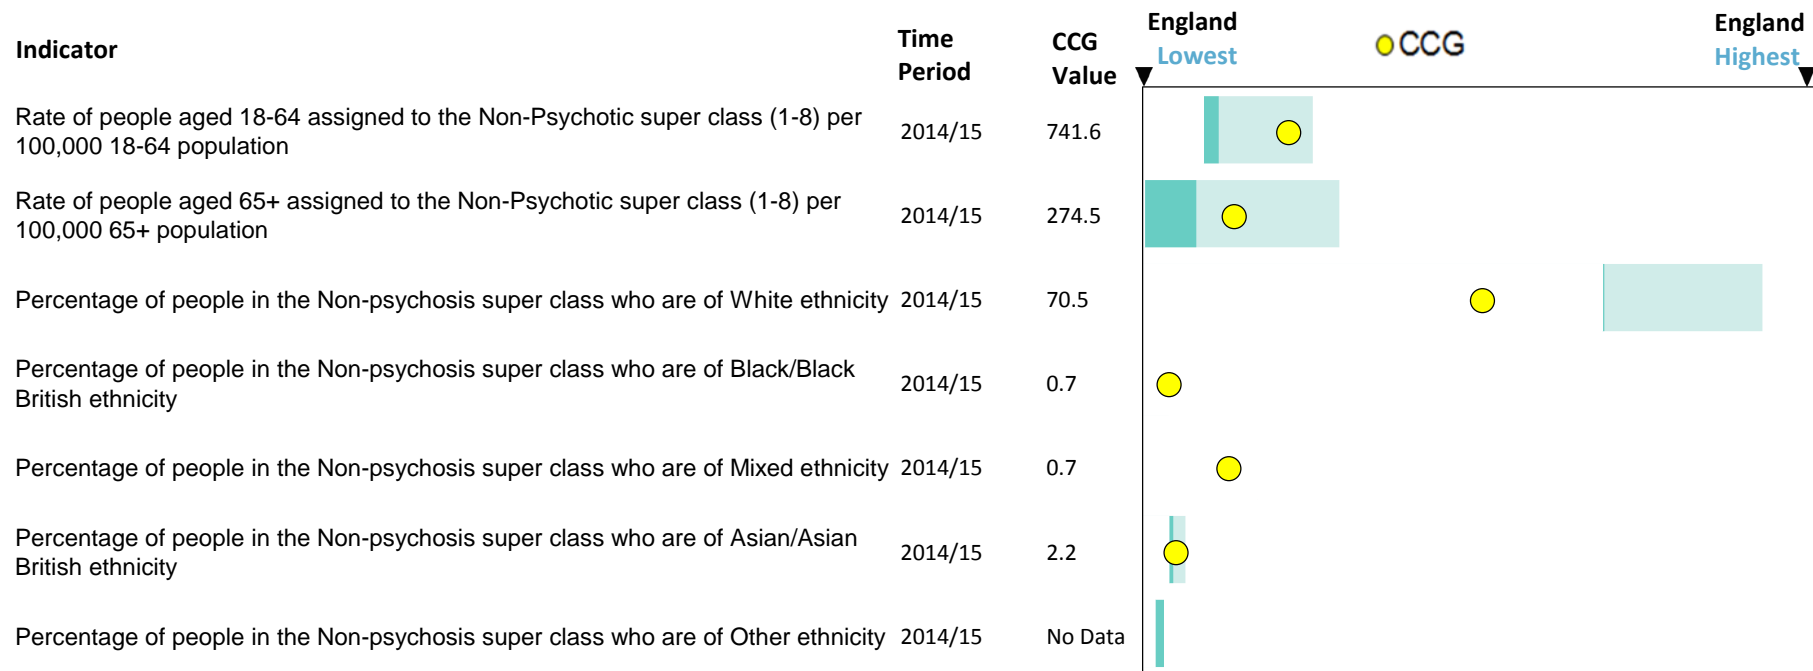 Indicator
Time
Period
CCG
Value
England
Lowest
CCG
England
Highest
Rate of people aged 18-64 assigned to the Non-Psychotic super class (1-8) per
100,000 18-64 population
2014/15
741.6
Rate of people aged 65+ assigned to the Non-Psychotic super class (1-8) per
100,000 65+ population
2014/15
274.5
Percentage of people in the Non-psychosis super class who are of White ethnicity
2014/15
70.5
Percentage of people in the Non-psychosis super class who are of Black/Black
British ethnicity
2014/15
0.7
Percentage of people in the Non-psychosis super class who are of Mixed ethnicity
2014/15
0.7
Percentage of people in the Non-psychosis super class who are of Asian/Asian
British ethnicity
2014/15
2.2
Percentage of people in the Non-psychosis super class who are of Other ethnicity
2014/15
No Data